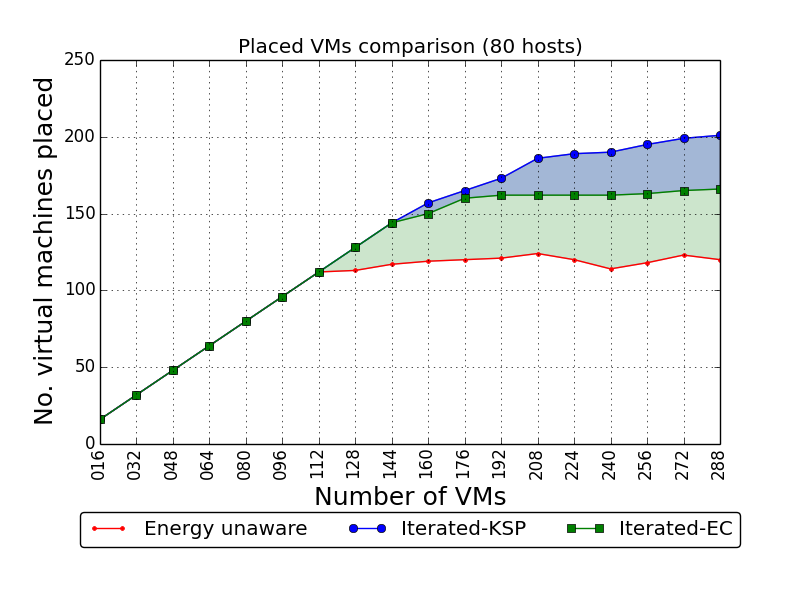 Placed VMs comparison (80 hosts)
No. virtual machines placed
250
200
150
100
50
0
016 032 048 064 080 096 112 128 144 160 176 192 208 224 240 256 272 288
Number of VMs
Energy unaware Iterated-KSP Iterated-EC